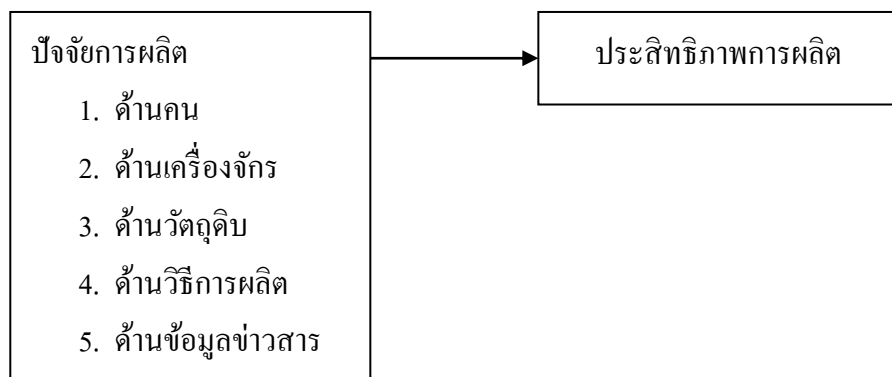 ปัจจัยการผลิต
1. ด้านคน
2. ด้านเครื่องจักร
3. ด้านวัตถุดิบ
4. ด้านวิธีการผลิต
5. ด้านข้อมูลข่าวสาร
ประสิทธิภาพการผลิต